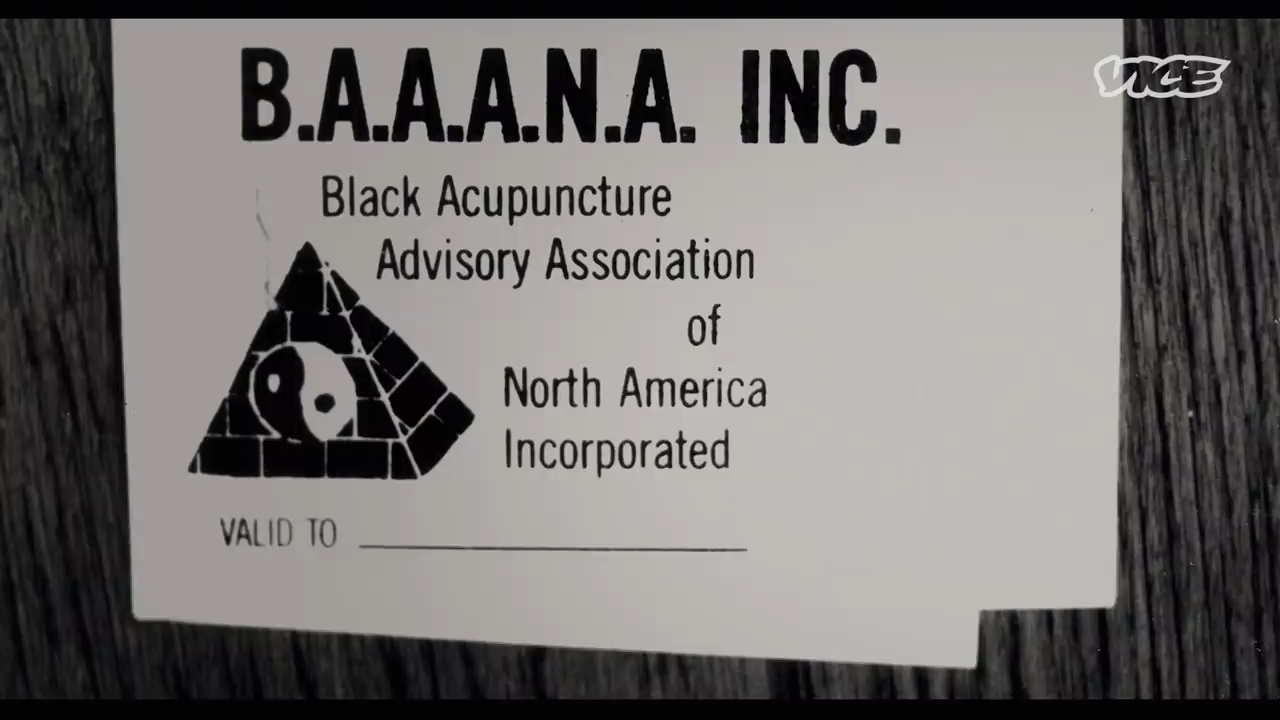 VICE
B.A.A.A.N.A. INC.
Black Acupuncture
Advisory Association
of
North America
Incorporated
VALID TO